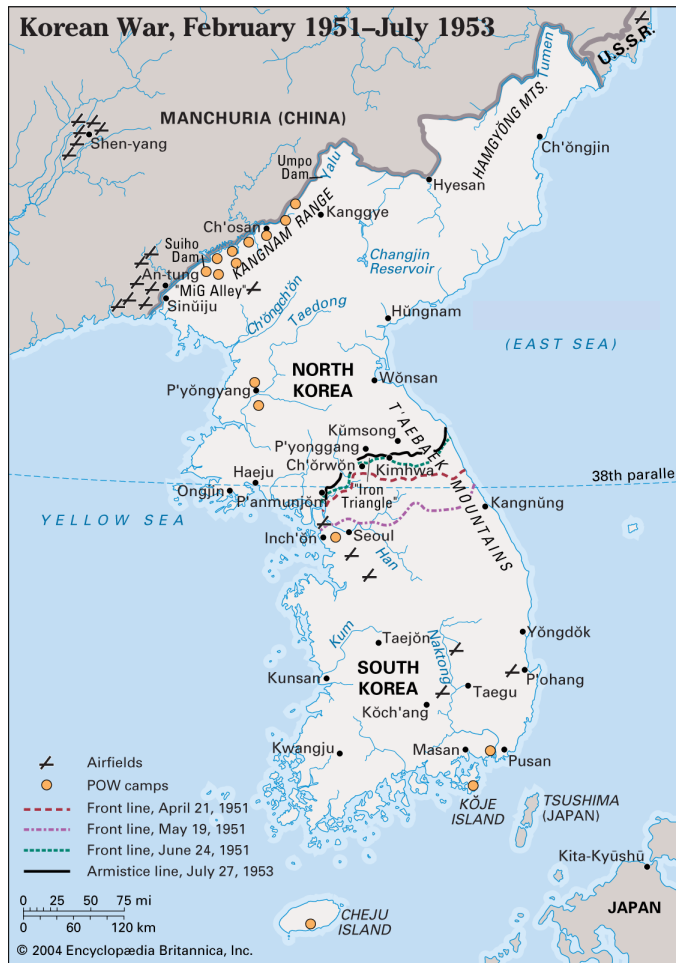 Korean War, February 1951–July 1953
U.S.S.R.
Tumen
MANCHURIA (CHINA)
HAMGYŎNG MTS.
Shen-yang
Ch'ŏngjin
Umpo
Dam
Yalu
Hyesan
KANGNAM RANGE
Kanggye
Ch'osan
Suiho
Dam
Changjin
Reservoir
An-tung
"MiG Alley"
Sinŭiju
Ch'ŏngch'ŏn
Taedong
Hŭngnam
(EAST SEA)
NORTH
KOREA
Wŏnsan
P'yŏngyang
T'AEBAEK MOUNTAINS
Kŭmsong
P'yonggang
Ch'ŏrwŏn
Kimhwa
Haeju
38th paralle
Ongjin
P'anmunjŏm
"Iron
Triangle"
Kangnŭng
YELLOW SEA
Inch'ŏn
Seoul
Han
Kum
Taejŏn
Naktong
Yŏngdŏk
SOUTH
KOREA
Kunsan
Taegu
P'ohang
Kŏch'ang
Kwangju
Masan
Pusan
Airfields
POW camps
Front line, April 21, 1951
Front line, May 19, 1951
Front line, June 24, 1951
Armistice line, July 27, 1953
KŎJE
ISLAND
TSUSHIMA
(JAPAN)
Kita-Kyūshū
0 25 50 75 mi
0 60 120 km
CHEJU
ISLAND
JAPAN
© 2004 Encyclopædia Britannica, Inc.